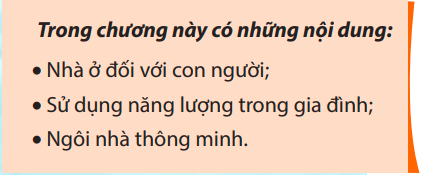 Trong chương này có những nội dung:
• Nhà ở đối với con người;
• Sử dụng năng lượng trong gia đình;
• Ngôi nhà thông minh.